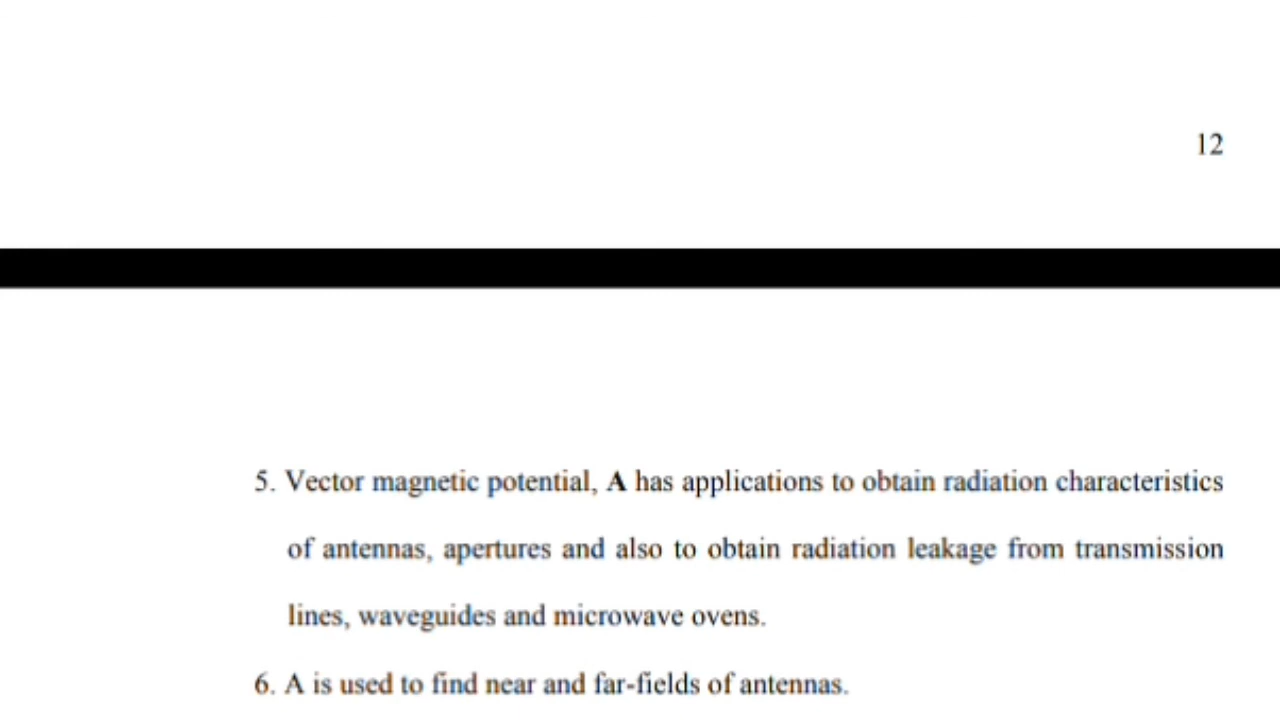 12
5. Vector magnetic potential, A has applications to obtain radiation characteristics
of antennas, apertures and also to obtain radiation leakage from transmission
lines, waveguides and microwave ovens.
6. A is used to find near and far-fields of antennas.